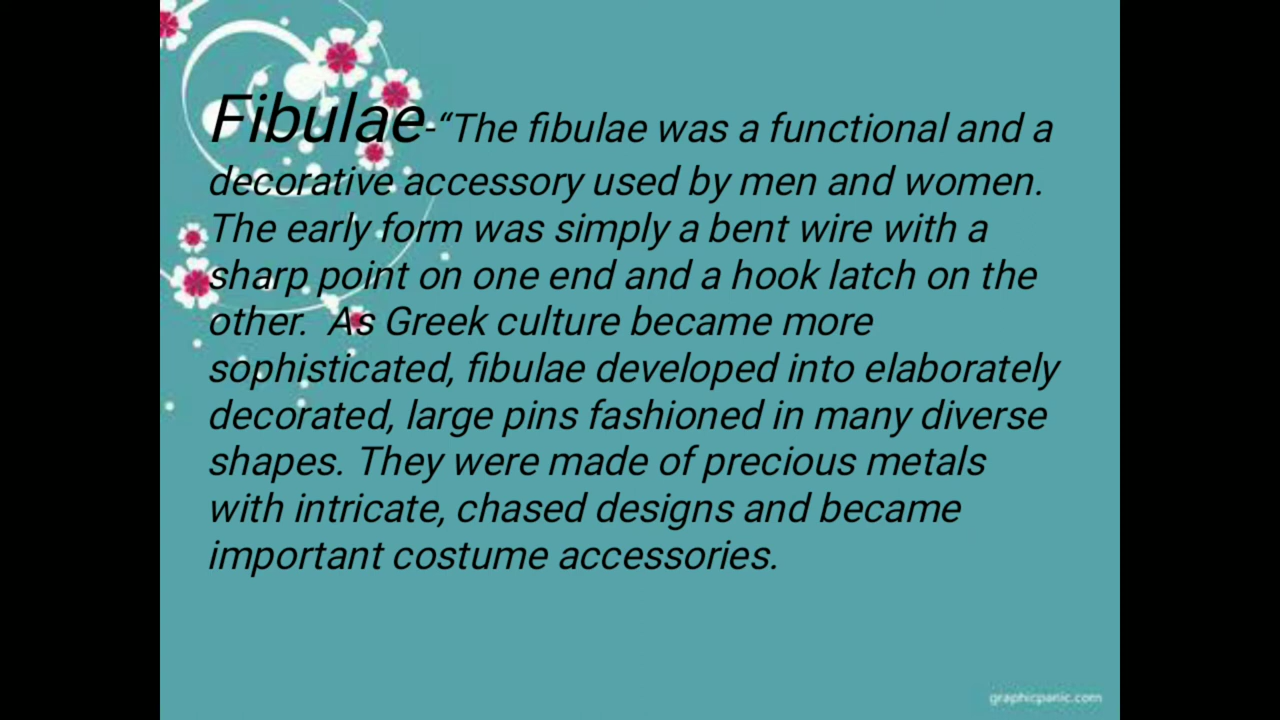 Fibulae-“The fibulae was a functional and a
decorative accessory used by men and women.
The early form was simply a bent wire with a
sharp point on one end and a hook latch on the
other.  As Greek culture became more
sophisticated, fibulae developed into elaborately
decorated, large pins fashioned in many diverse
shapes. They were made of precious metals
with intricate, chased designs and became
important costume accessories.
graphicpanic.com